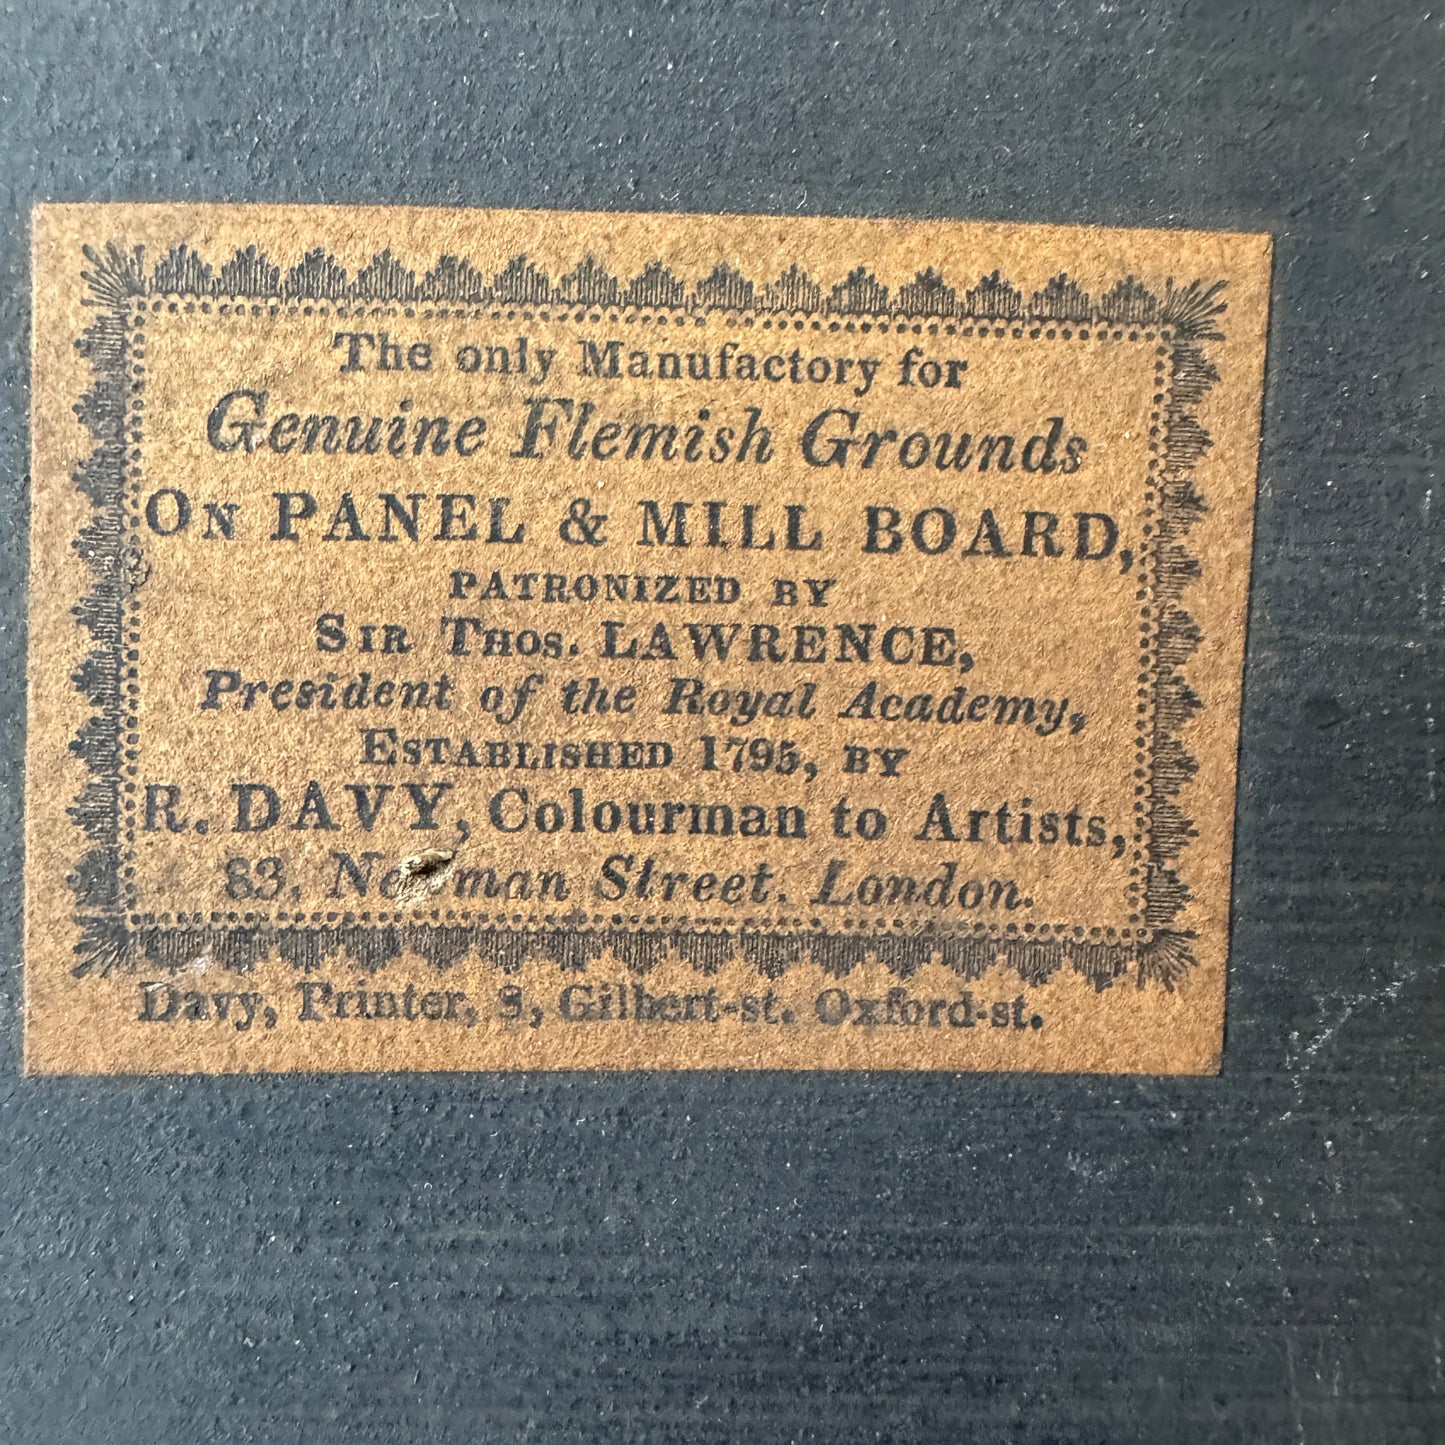 The only Manufactory for
Genuine Flemish Grounds
ON PANEL & MILL BOARD,
PATRONIZED BY
SIR THOS. LAWRENCE,
President of the Royal Academy,
ESTABLISHED 1795, BY
R. DAVY, Colourman to Artists,
83, Newman Street, London.
Davy, Printer, 8, Gilbert-st. Oxford-st.